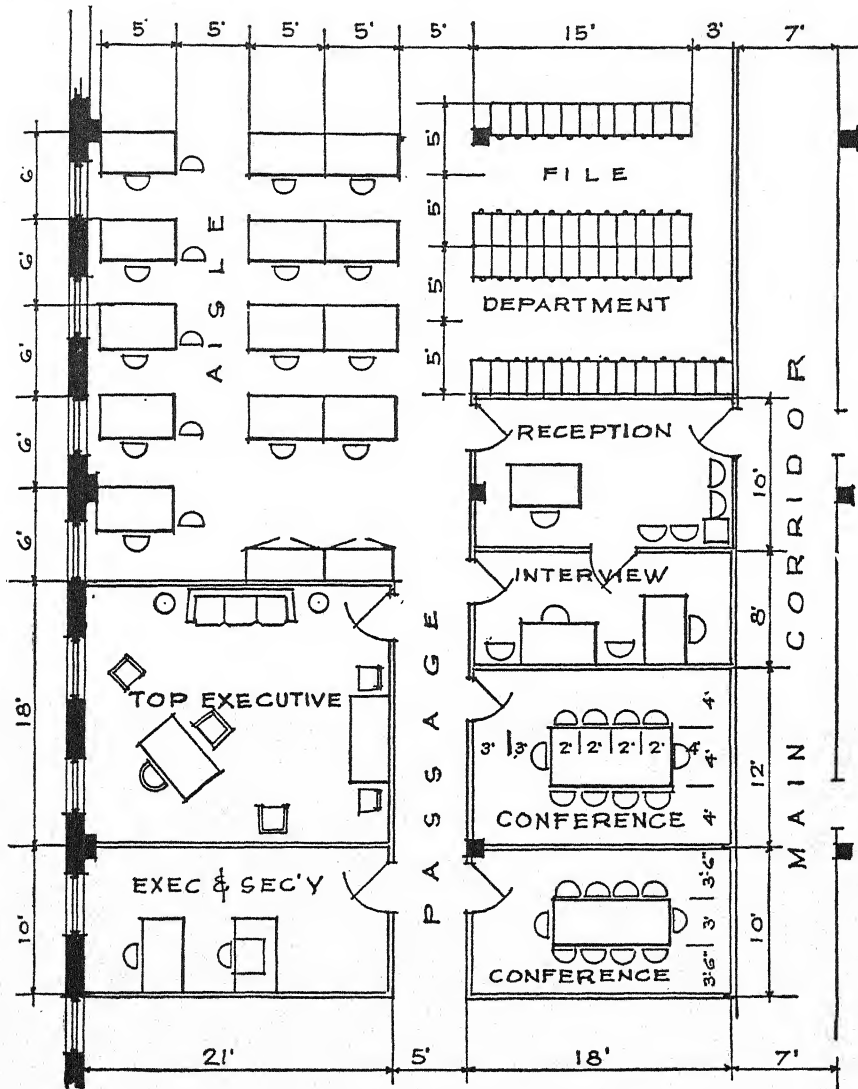 5' 5' 5' 5' 5' 15' 3' 7'
6'
6'
6'
6'
6'
18'
10'
AISLE
5'
5'
5'
5'
FILE
DEPARTMENT
RECEPTION
10'
INTERVIEW
8'
TOP EXECUTIVE
PASSAGE
3' 3' 2' 2' 2' 2' 4'
4'
4'
4'
CONFERENCE
12'
MAIN CORRIDOR
EXEC & SEC'Y
3'-6"
3'
3'-6"
CONFERENCE
10'
21' 5' 18' 7'